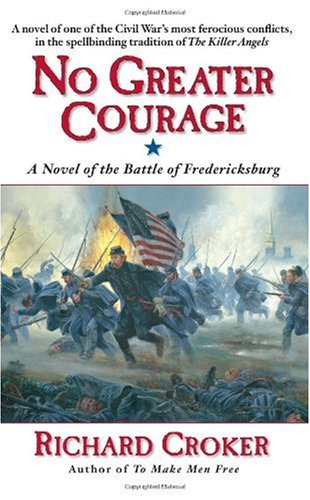 A novel of one of the Civil War's most ferocious conflicts,
in the spellbinding tradition of The Killer Angels
NO GREATER
COURAGE
A Novel of the Battle of Fredericksburg
RICHARD CROKER
Author of To Make Men Free